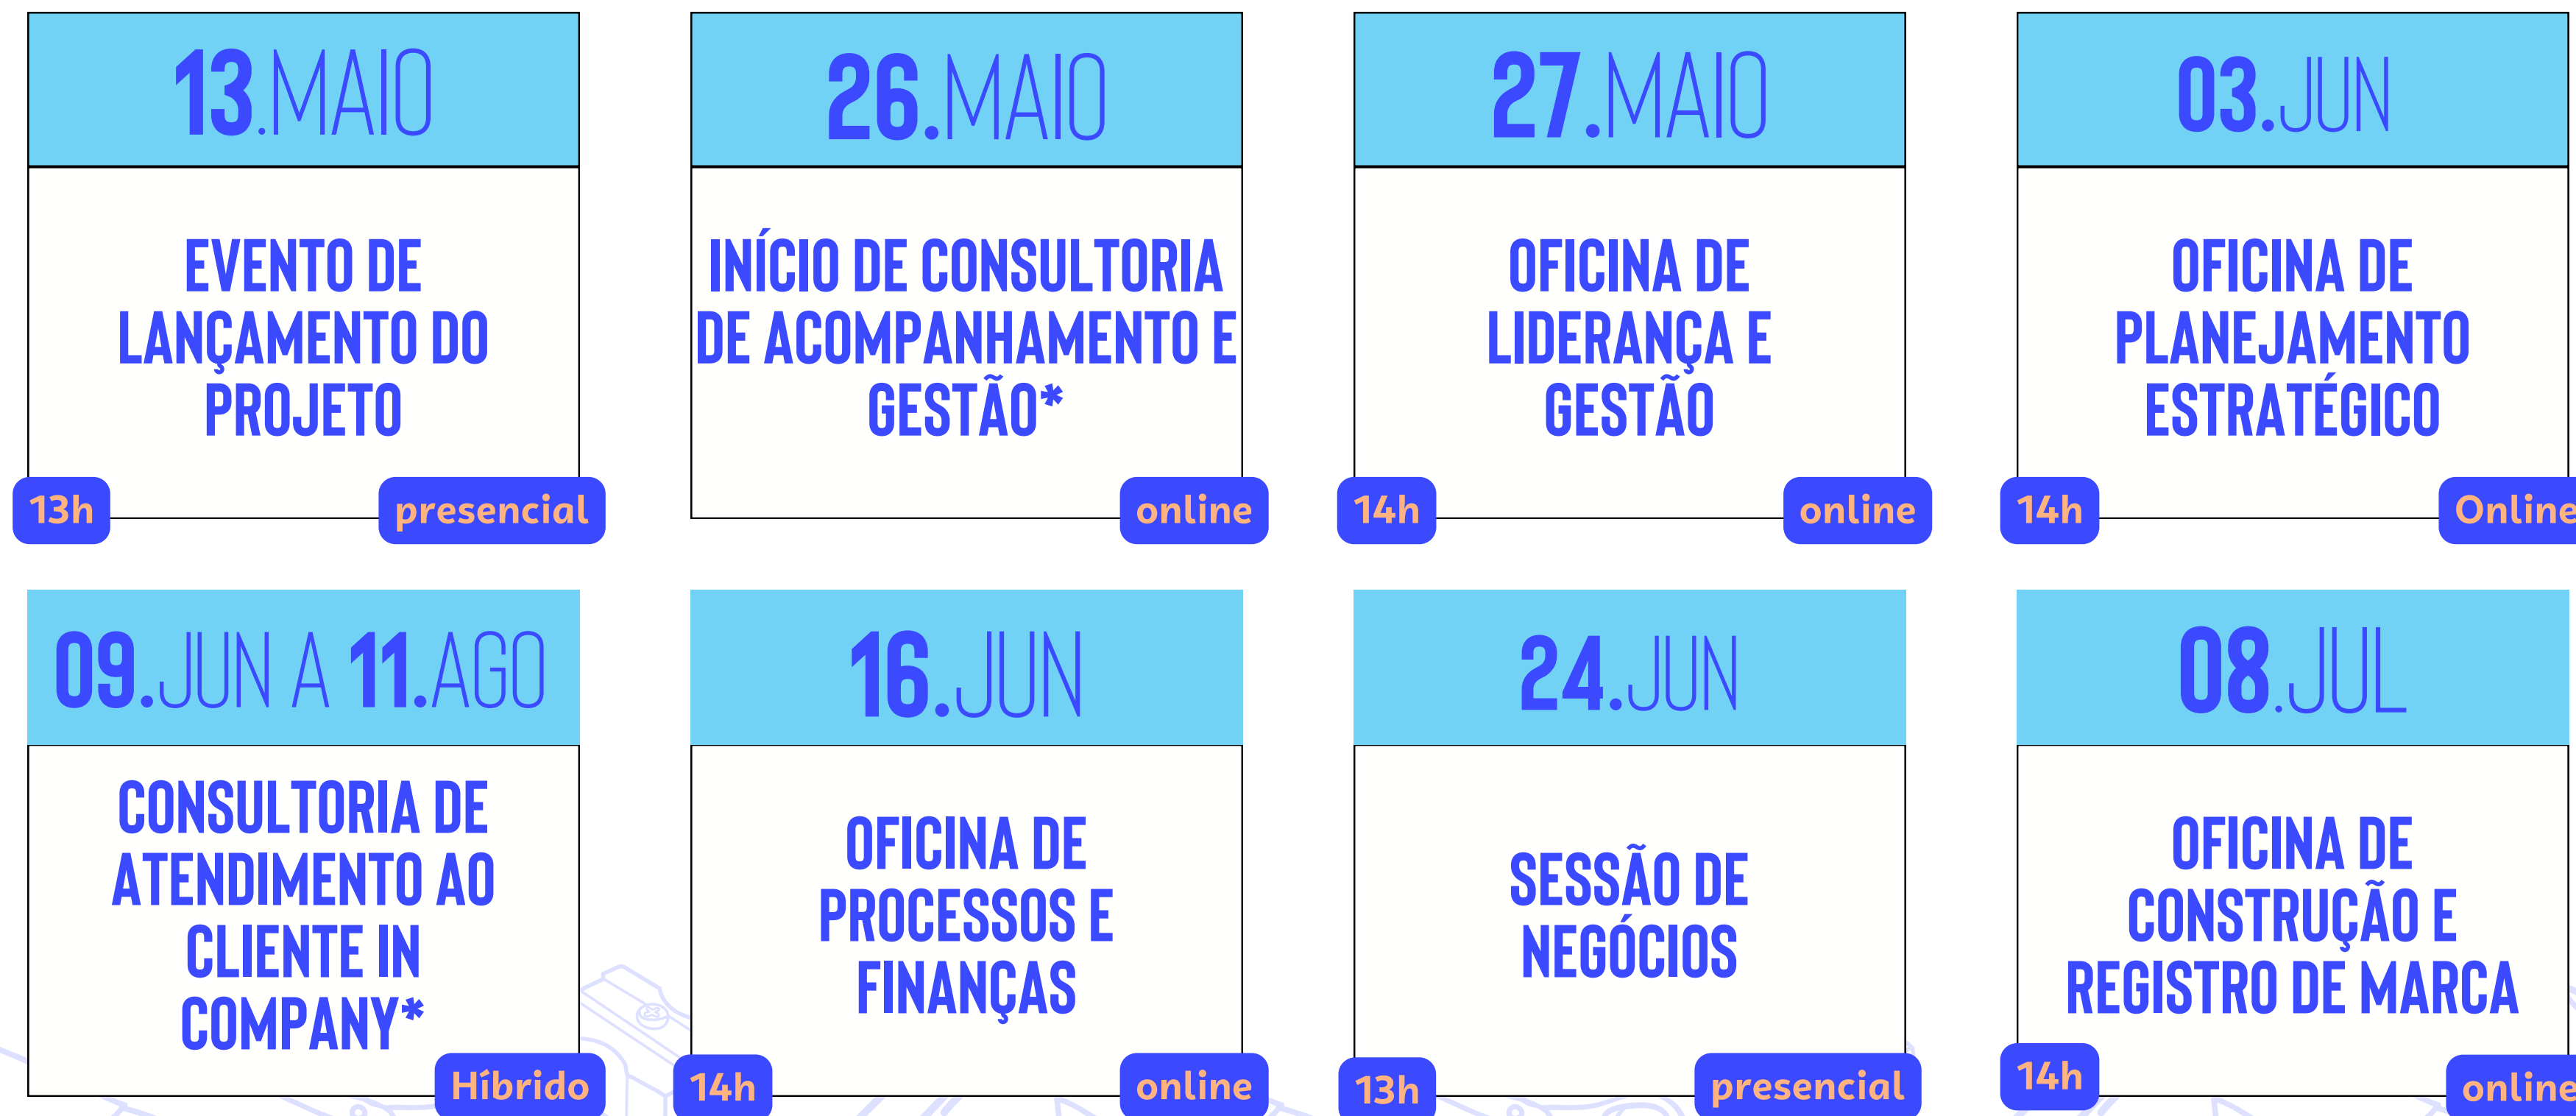 13.MAIO
EVENTO DE
LANÇAMENTO DO
PROJETO
13h
presencial
26.MAIO
INÍCIO DE CONSULTORIA
DE ACOMPANHAMENTO E
GESTÃO*
online
27.MAIO
OFICINA DE
LIDERANÇA E
GESTÃO
14h
online
03.JUN
OFICINA DE
PLANEJAMENTO
ESTRATÉGICO
14h
Online
09.JUN A 11.AGO
CONSULTORIA DE
ATENDIMENTO AO
CLIENTE IN
COMPANY*
Híbrido
16.JUN
OFICINA DE
PROCESSOS E
FINANÇAS
14h
online
24.JUN
SESSÃO DE
NEGÓCIOS
13h
presencial
08.JUL
OFICINA DE
CONSTRUÇÃO E
REGISTRO DE MARCA
14h
online